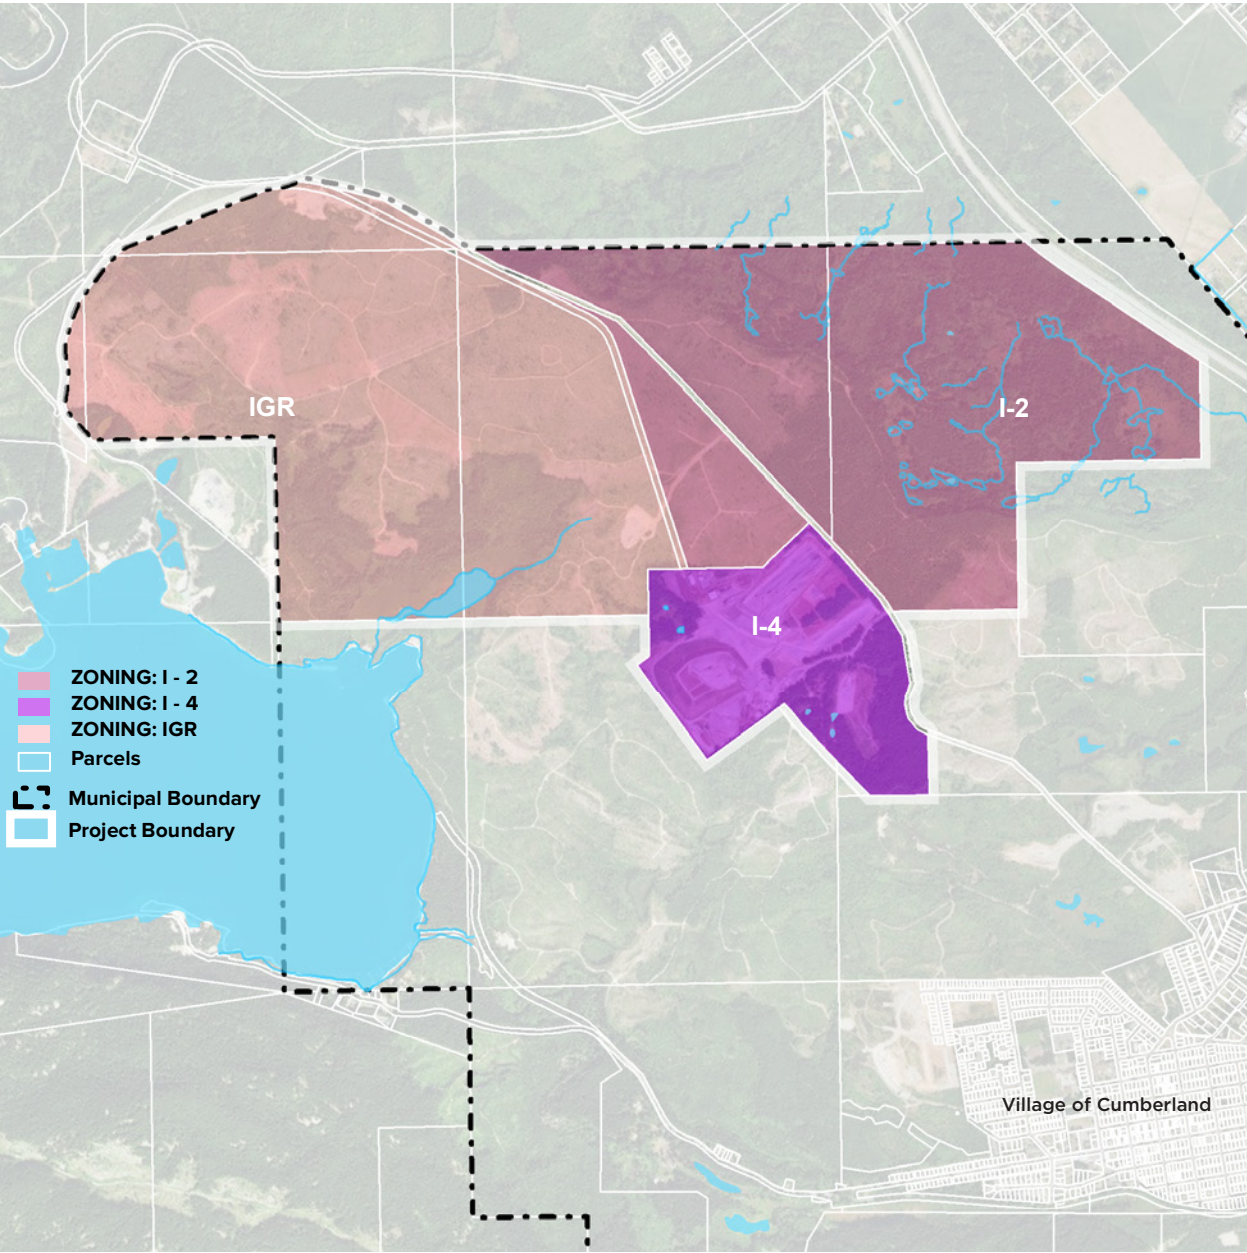 IGR
I-2
I-4
ZONING: I - 2
ZONING: I - 4
ZONING: IGR
Parcels
Municipal Boundary
Project Boundary
Village of Cumberland